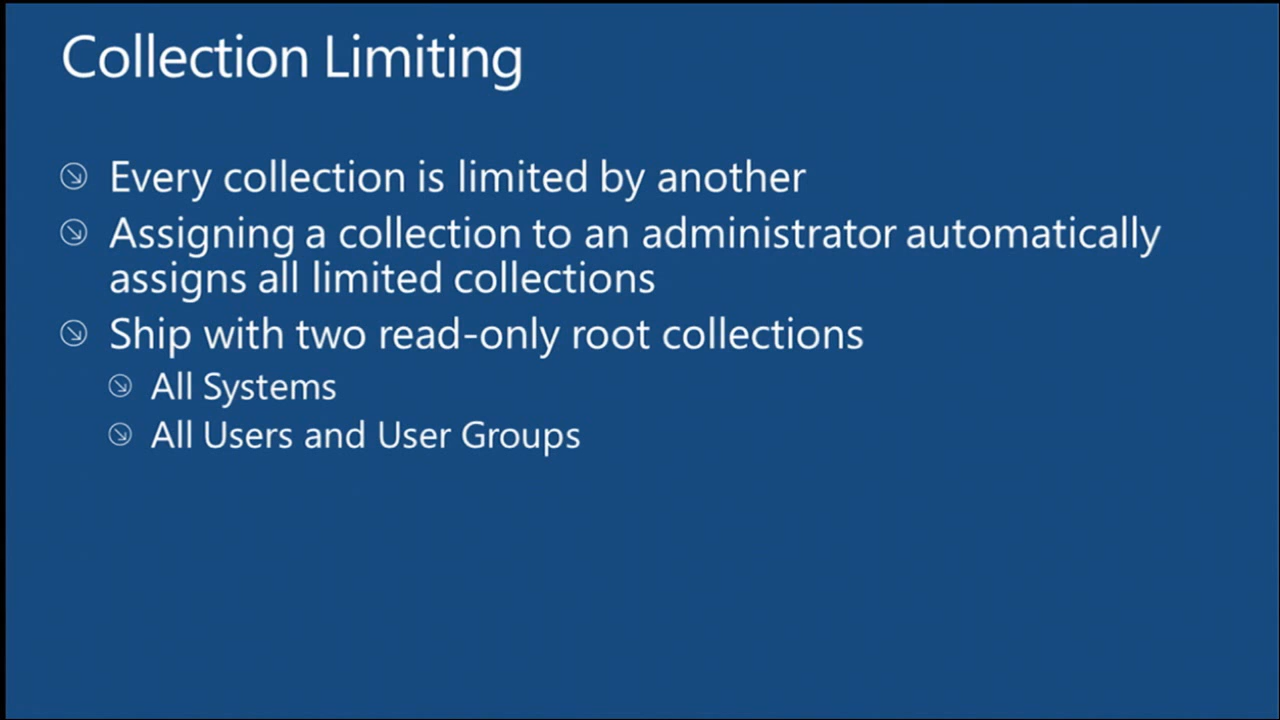 Collection Limiting
Every collection is limited by another
Assigning a collection to an administrator automatically
assigns all limited collections
Ship with two read-only root collections
All Systems
All Users and User Groups